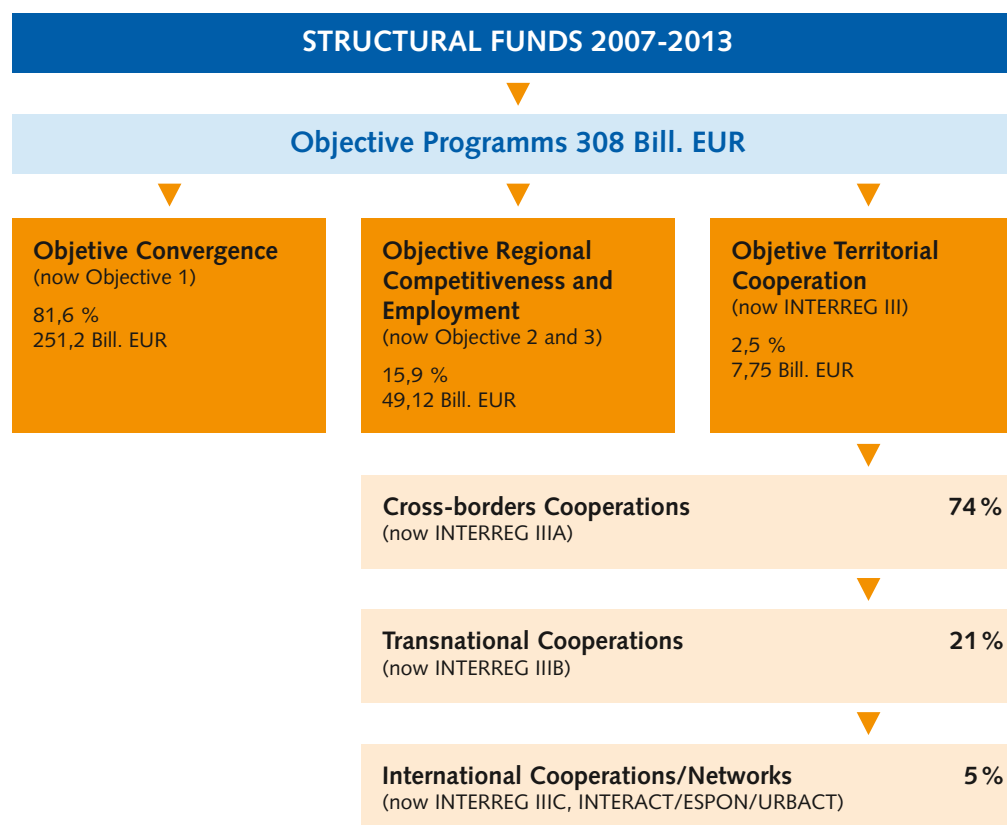 STRUCTURAL FUNDS 2007-2013
Objective Programms 308 Bill. EUR
Objetive Convergence
(now Objective 1)
81,6 %
251,2 Bill. EUR
Objective Regional
Competitiveness and
Employment
(now Objective 2 and 3)
15,9 %
49,12 Bill. EUR
Objetive Territorial
Cooperation
(now INTERREG III)
2,5 %
7,75 Bill. EUR
Cross-borders Cooperations 74 %
(now INTERREG IIIA)
Transnational Cooperations 21 %
(now INTERREG IIIB)
International Cooperations/Networks 5 %
(now INTERREG IIIC, INTERACT/ESPON/URBACT)